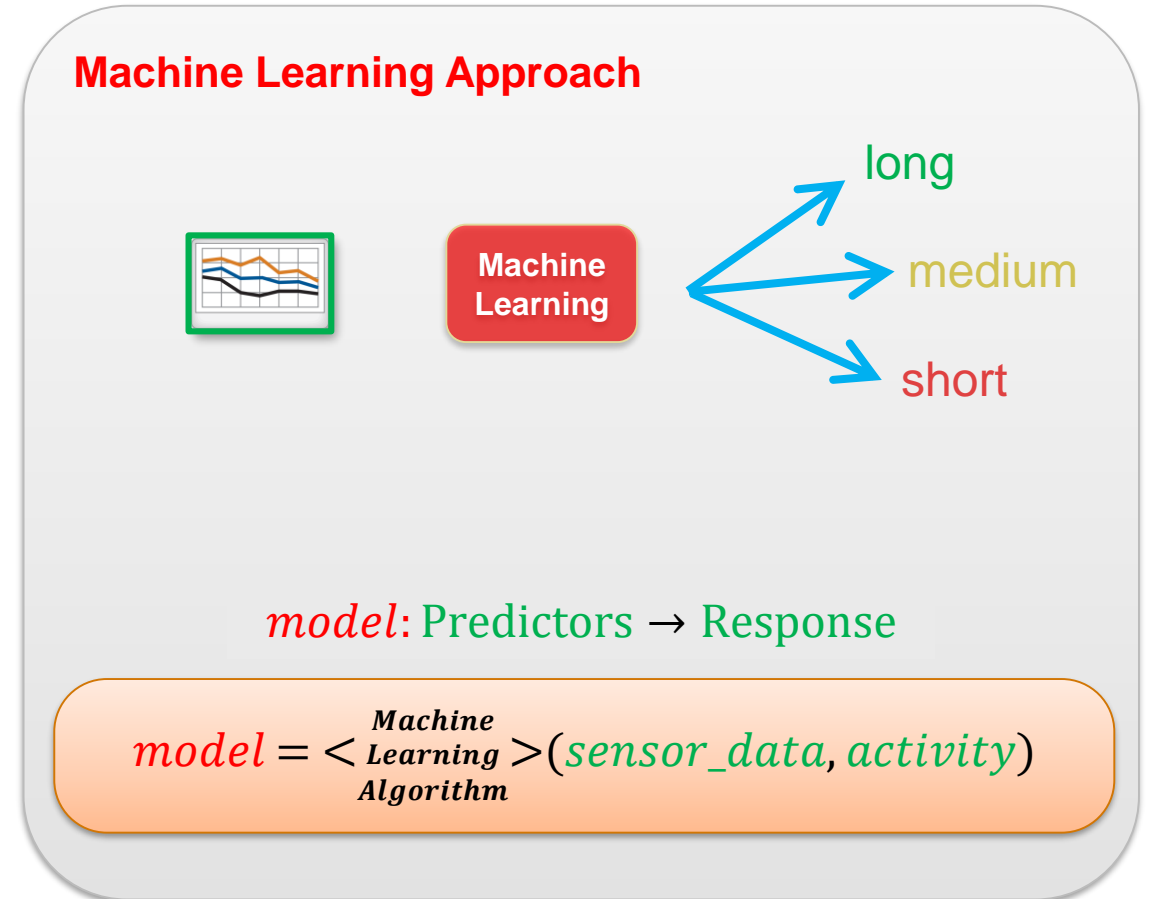 Machine Learning Approach
long
Machine
Learning
medium
short
model: Predictors → Response
model = < Machine Learning Algorithm >(sensor_data, activity)